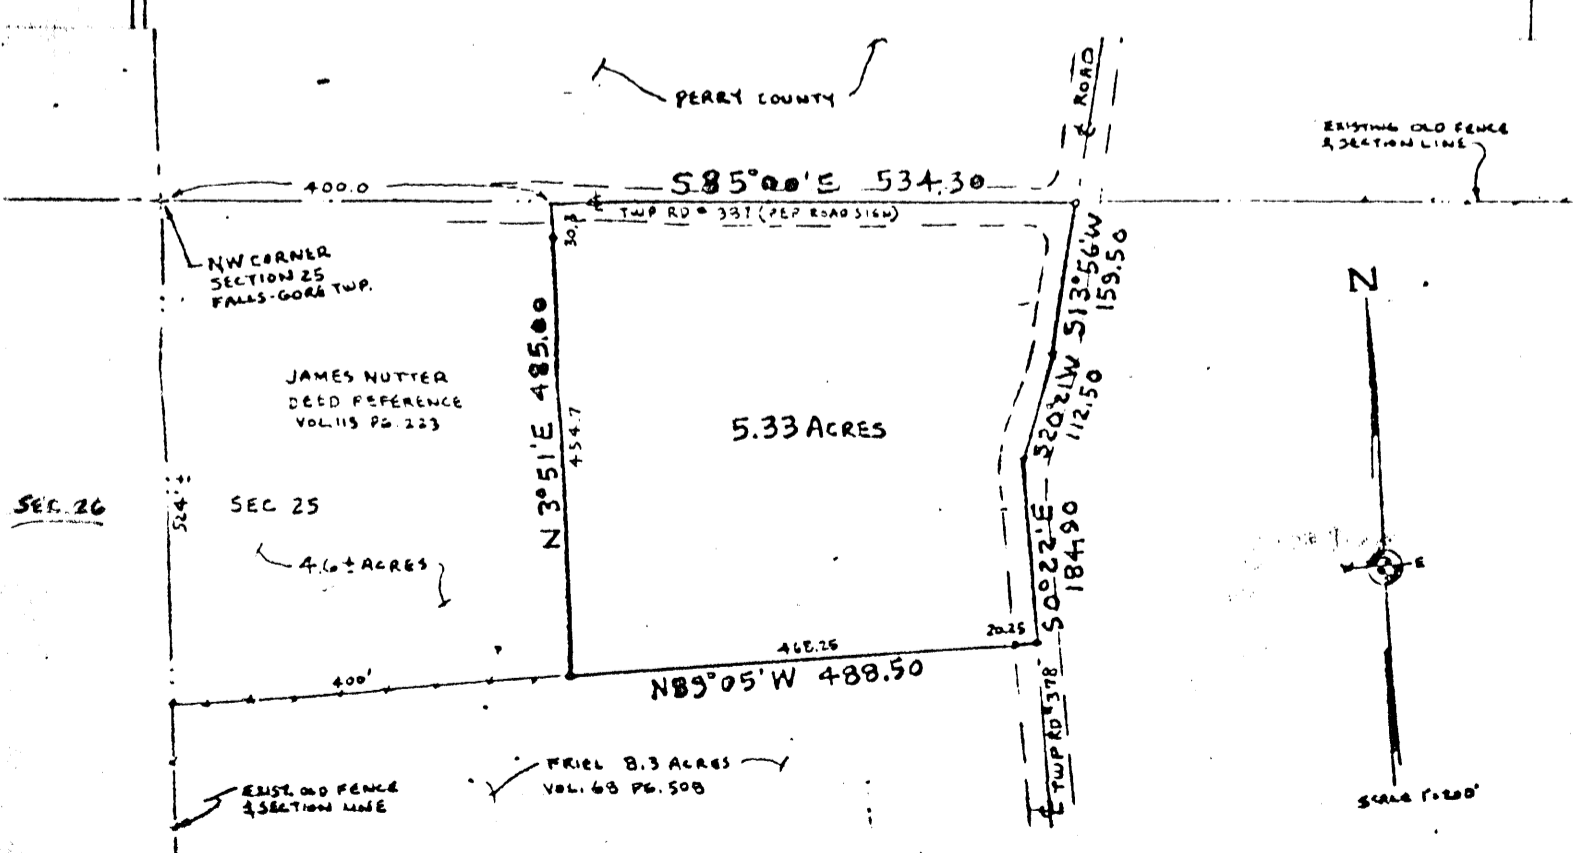 PERRY COUNTY
℄ ROAD
EXISTING OLD FENCE
& SECTION LINE
400.0
S85°00'E 534.30
TWP RD # 337 (PER ROAD SIGN)
30.3
NW CORNER
SECTION 25
FALLS-GORE TWP.
S13°56'W
159.50
N
JAMES NUTTER
DEED REFERENCE
VOL.113 PG. 223
N 3°51'E 485.00
454.7
5.33 ACRES
S20°21'W
112.50
SEC. 26
524'±
SEC 25
4.6± ACRES
S0°22'E
184.90
E
20.25
468.25
400'
N89°05'W 488.50
℄ TWP RD #378
FRIEL 8.3 ACRES
VOL. 68 PG. 508
EXIST. OLD FENCE
& SECTION LINE
SCALE 1"=200'